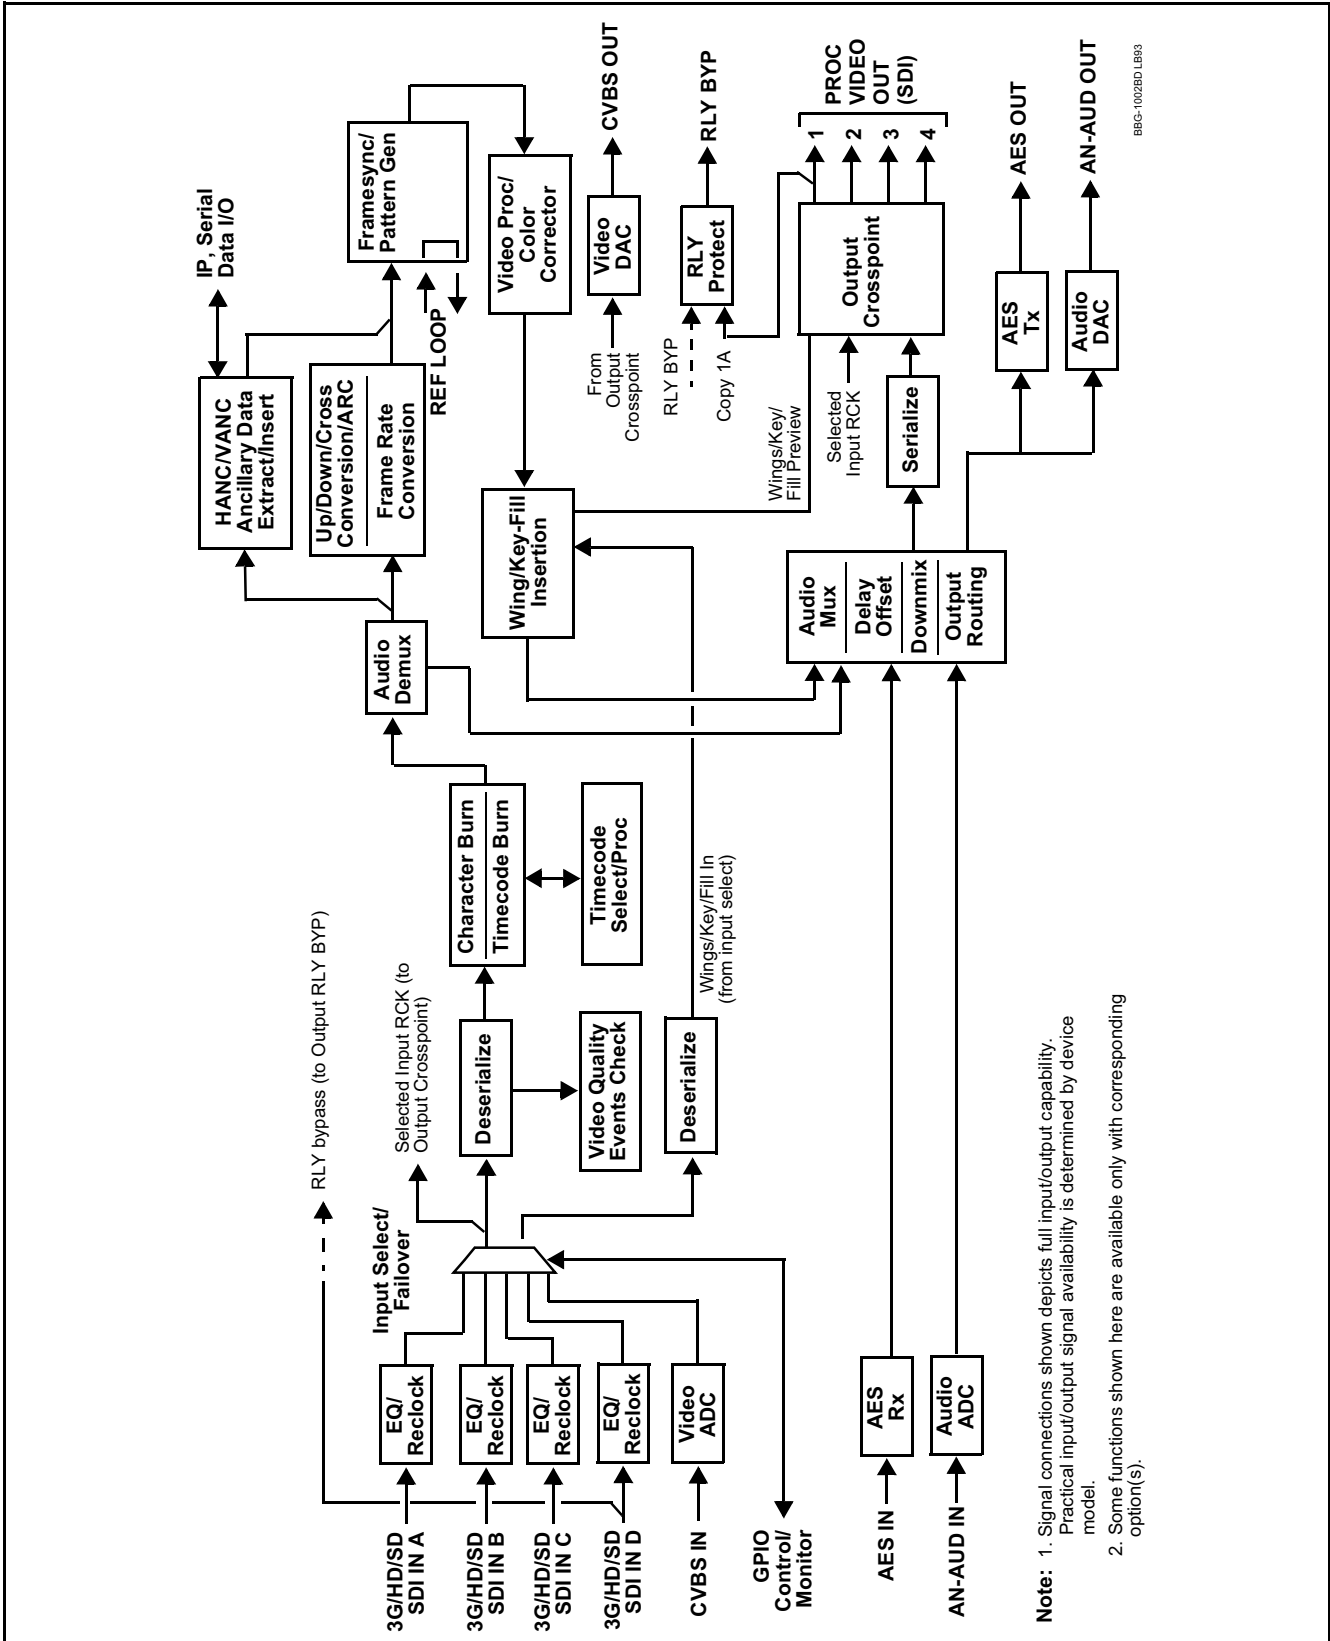 3G/HD/SD
SDI IN A
3G/HD/SD
SDI IN B
3G/HD/SD
SDI IN C
3G/HD/SD
SDI IN D
CVBS IN
GPIO
Control/
Monitor
AES IN
AN-AUD IN
EQ/
Reclock
EQ/
Reclock
EQ/
Reclock
EQ/
Reclock
Video
ADC
AES
Rx
Audio
ADC
Input Select/
Failover
RLY bypass (to Output RLY BYP)
Selected Input RCK (to
Output Crosspoint)
Deserialize
Video Quality
Events Check
Deserialize
Character Burn
Timecode Burn
Timecode
Select/Proc
Wings/Key/Fill In
(from input select)
Audio
Demux
HANC/VANC
Ancillary Data
Extract/Insert
Up/Down/Cross
Conversion/ARC
Frame Rate
Conversion
IP, Serial
Data I/O
REF LOOP
Framesync/
Pattern Gen
Video Proc/
Color
Corrector
Wing/Key-Fill
Insertion
From
Output
Crosspoint
Video
DAC
CVBS OUT
RLY BYP
Copy 1A
RLY
Protect
RLY BYP
Wings/Key/
Fill Preview
Selected
Input RCK
Serialize
Output
Crosspoint
1
2
3
4
PROC
VIDEO
OUT
(SDI)
Audio
Mux
Delay
Offset
Downmix
Output
Routing
AES
Tx
Audio
DAC
AES OUT
AN-AUD OUT
BBG-1002BD LB93
Note: 1. Signal connections shown depicts full input/output capability.
Practical input/output signal availability is determined by device
model.
2. Some functions shown here are available only with corresponding
option(s).